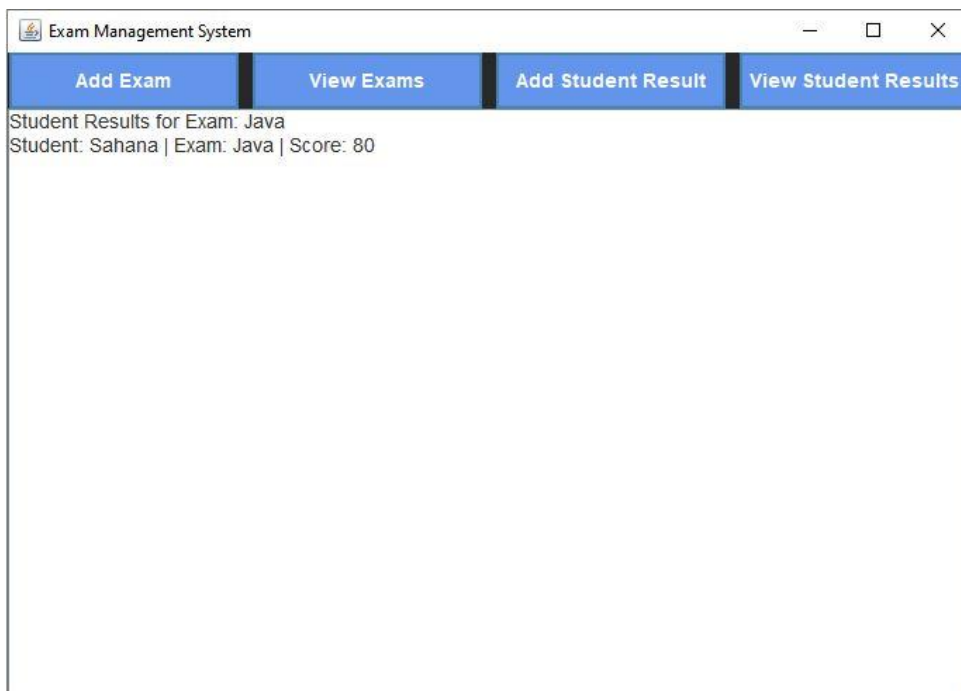 Exam Management System
Add Exam View Exams Add Student Result View Student Results
Student Results for Exam: Java
Student: Sahana | Exam: Java | Score: 80